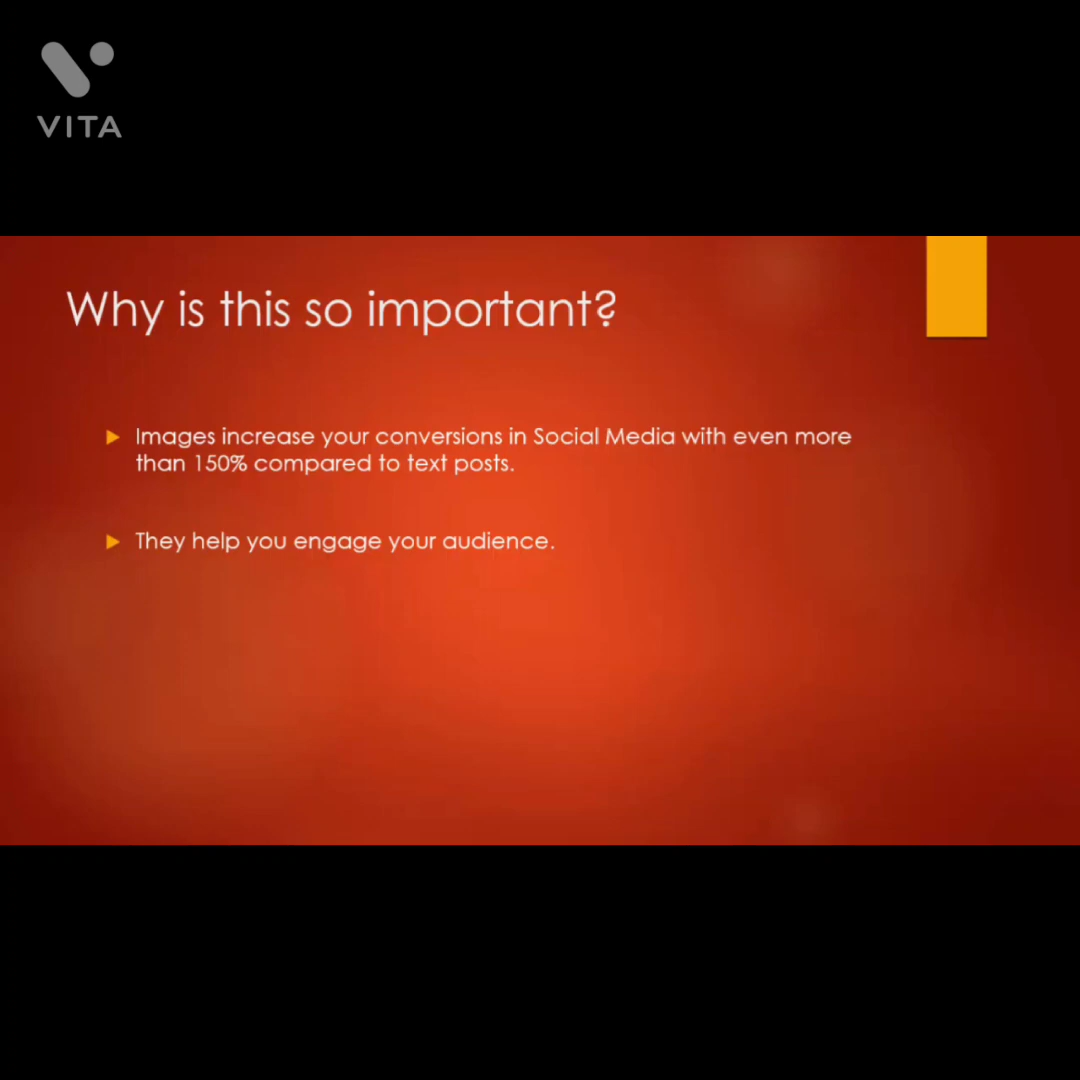 VITA
Why is this so important?
Images increase your conversions in Social Media with even more
than 150% compared to text posts.
They help you engage your audience.